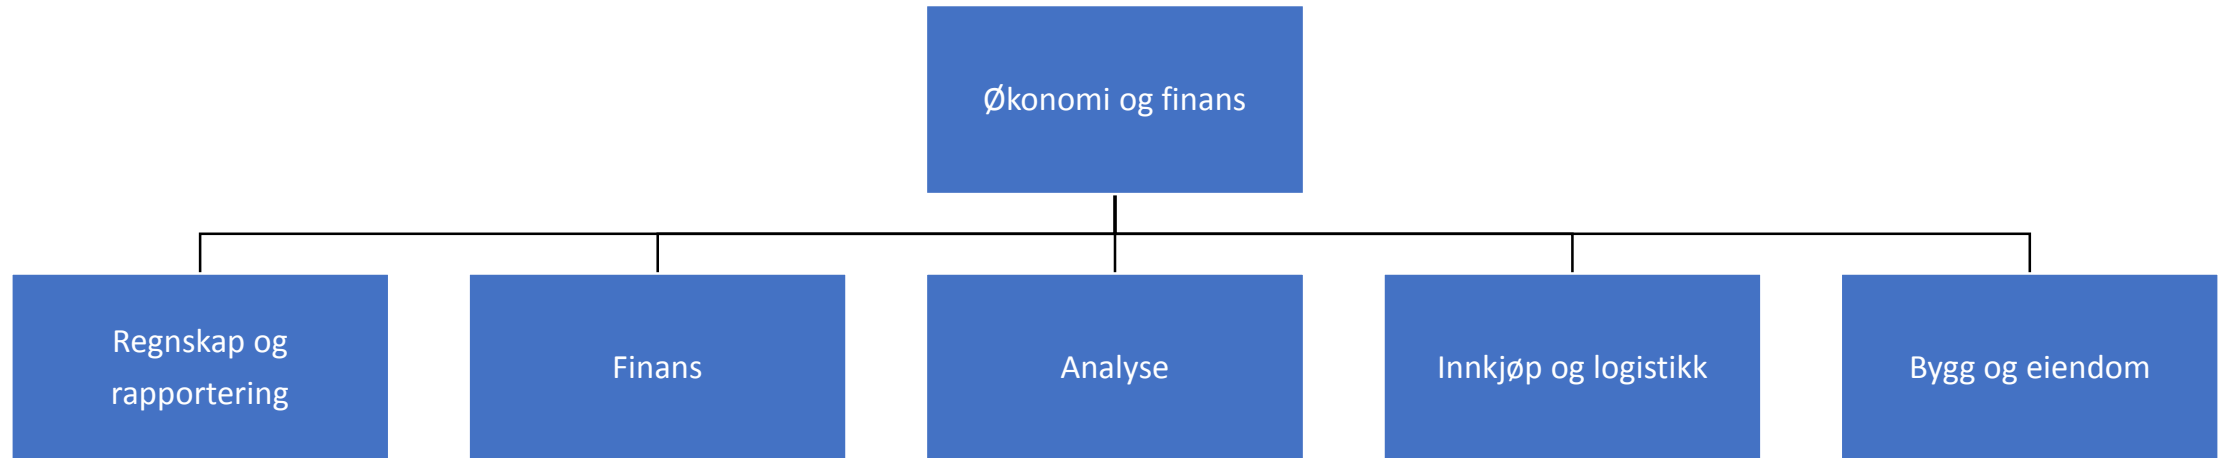 Økonomi og finans
Regnskap og
rapportering
Finans
Analyse
Innkjøp og logistikk
Bygg og eiendom